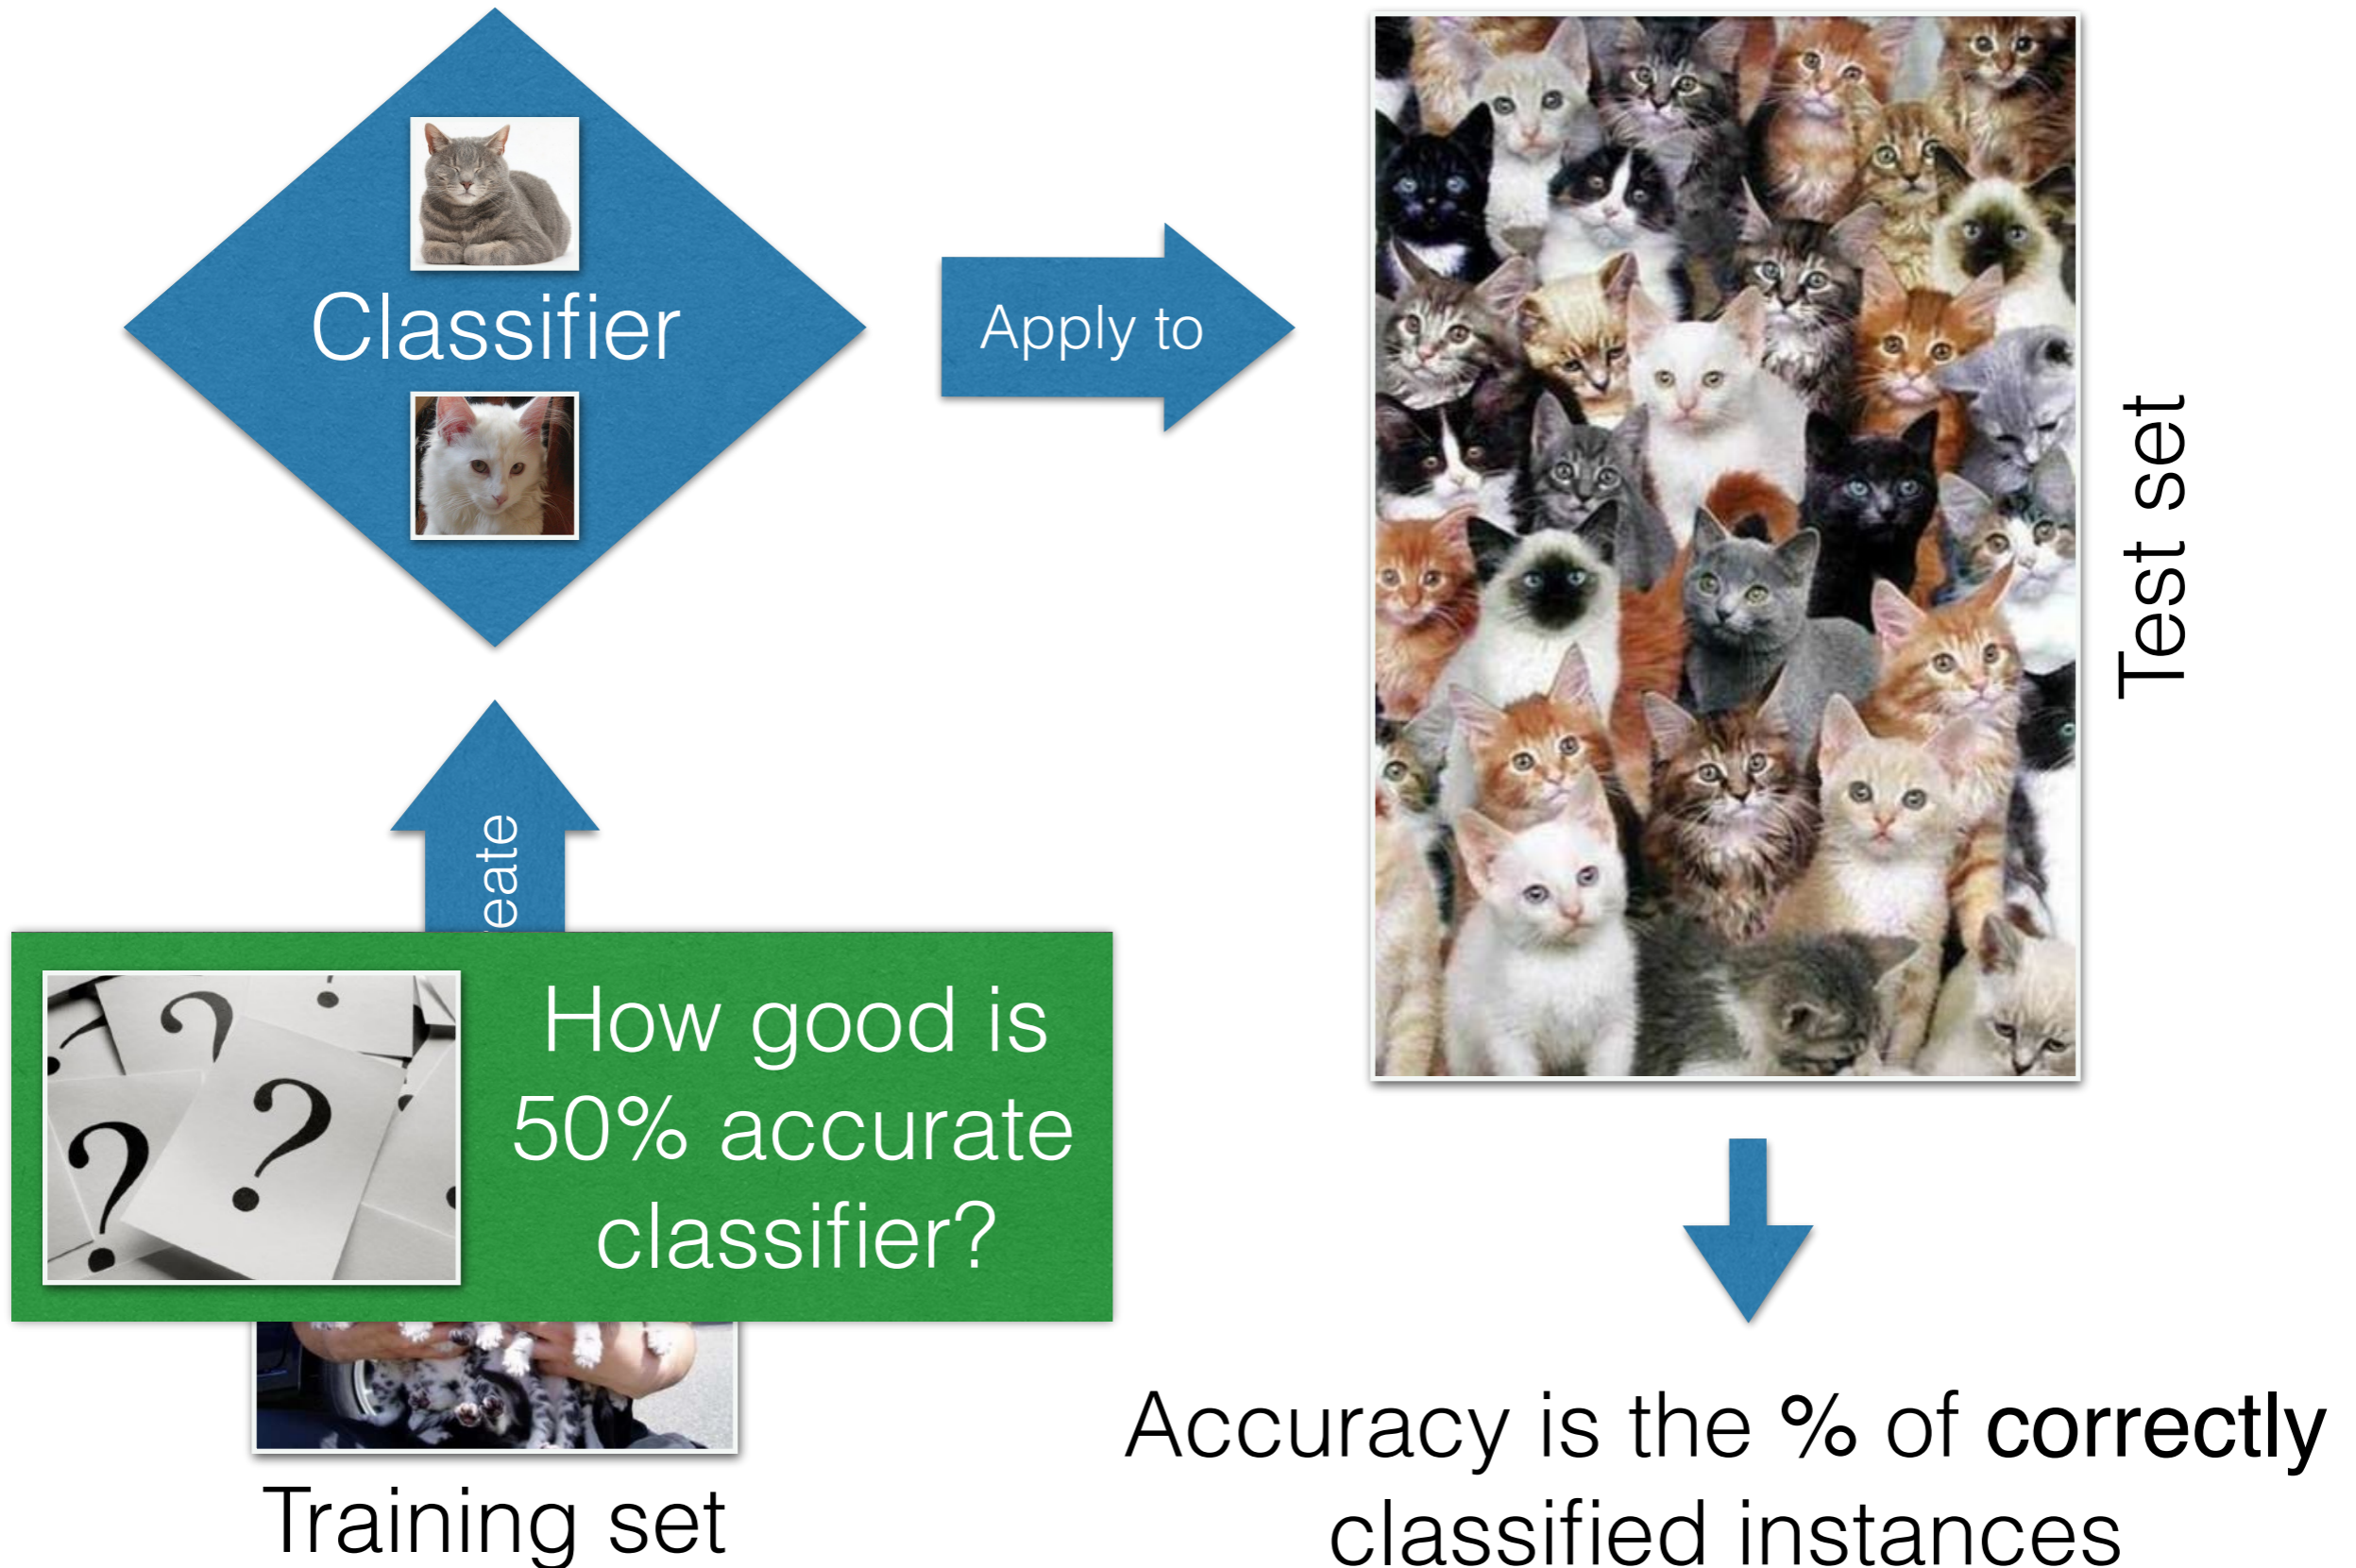 Classifier
Apply to
Test set
How good is
50% accurate
classifier?
Training set
Accuracy is the % of correctly
classified instances